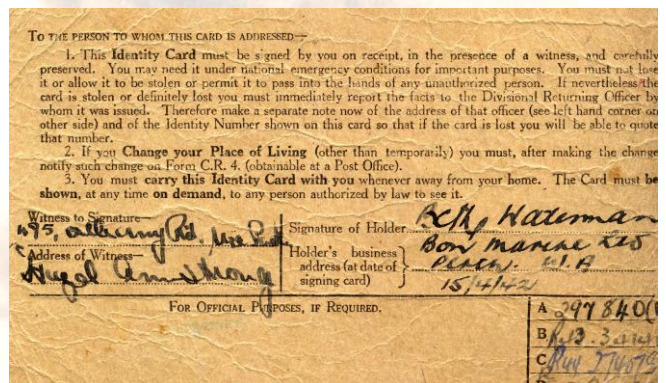 TO THE PERSON TO WHOM THIS CARD IS ADDRESSED—
1. This Identity Card must be signed by you on receipt, in the presence of a witness, and carefully
preserved. You may need it under national emergency conditions for important purposes. You must not lose
it or allow it to be stolen or permit it to pass into the hands of any unauthorized person. If nevertheless the
card is stolen or definitely lost you must immediately report the facts to the Divisional Returning Officer by
whom it was issued. Therefore make a separate note now of the address of that officer (see left hand corner on
other side) and of the Identity Number shown on this card so that if the card is lost you will be able to quote
that number.
2. If you Change your Place of Living (other than temporarily) you must, after making the change
notify such change on Form C.R. 4. (obtainable at a Post Office).
3. You must carry this Identity Card with you whenever away from your home. The Card must be
shown, at any time on demand, to any person authorized by law to see it.
Witness to Signature—
495, Rd,
Address of Witness—
Hazel Armstrong
Signature of Holder Betty Waterman
Holder's business
address (at date of
signing card)
Bon Marche Ltd
Perth. W.A
15/4/42
FOR OFFICIAL PURPOSES, IF REQUIRED.
A 297840
B
C